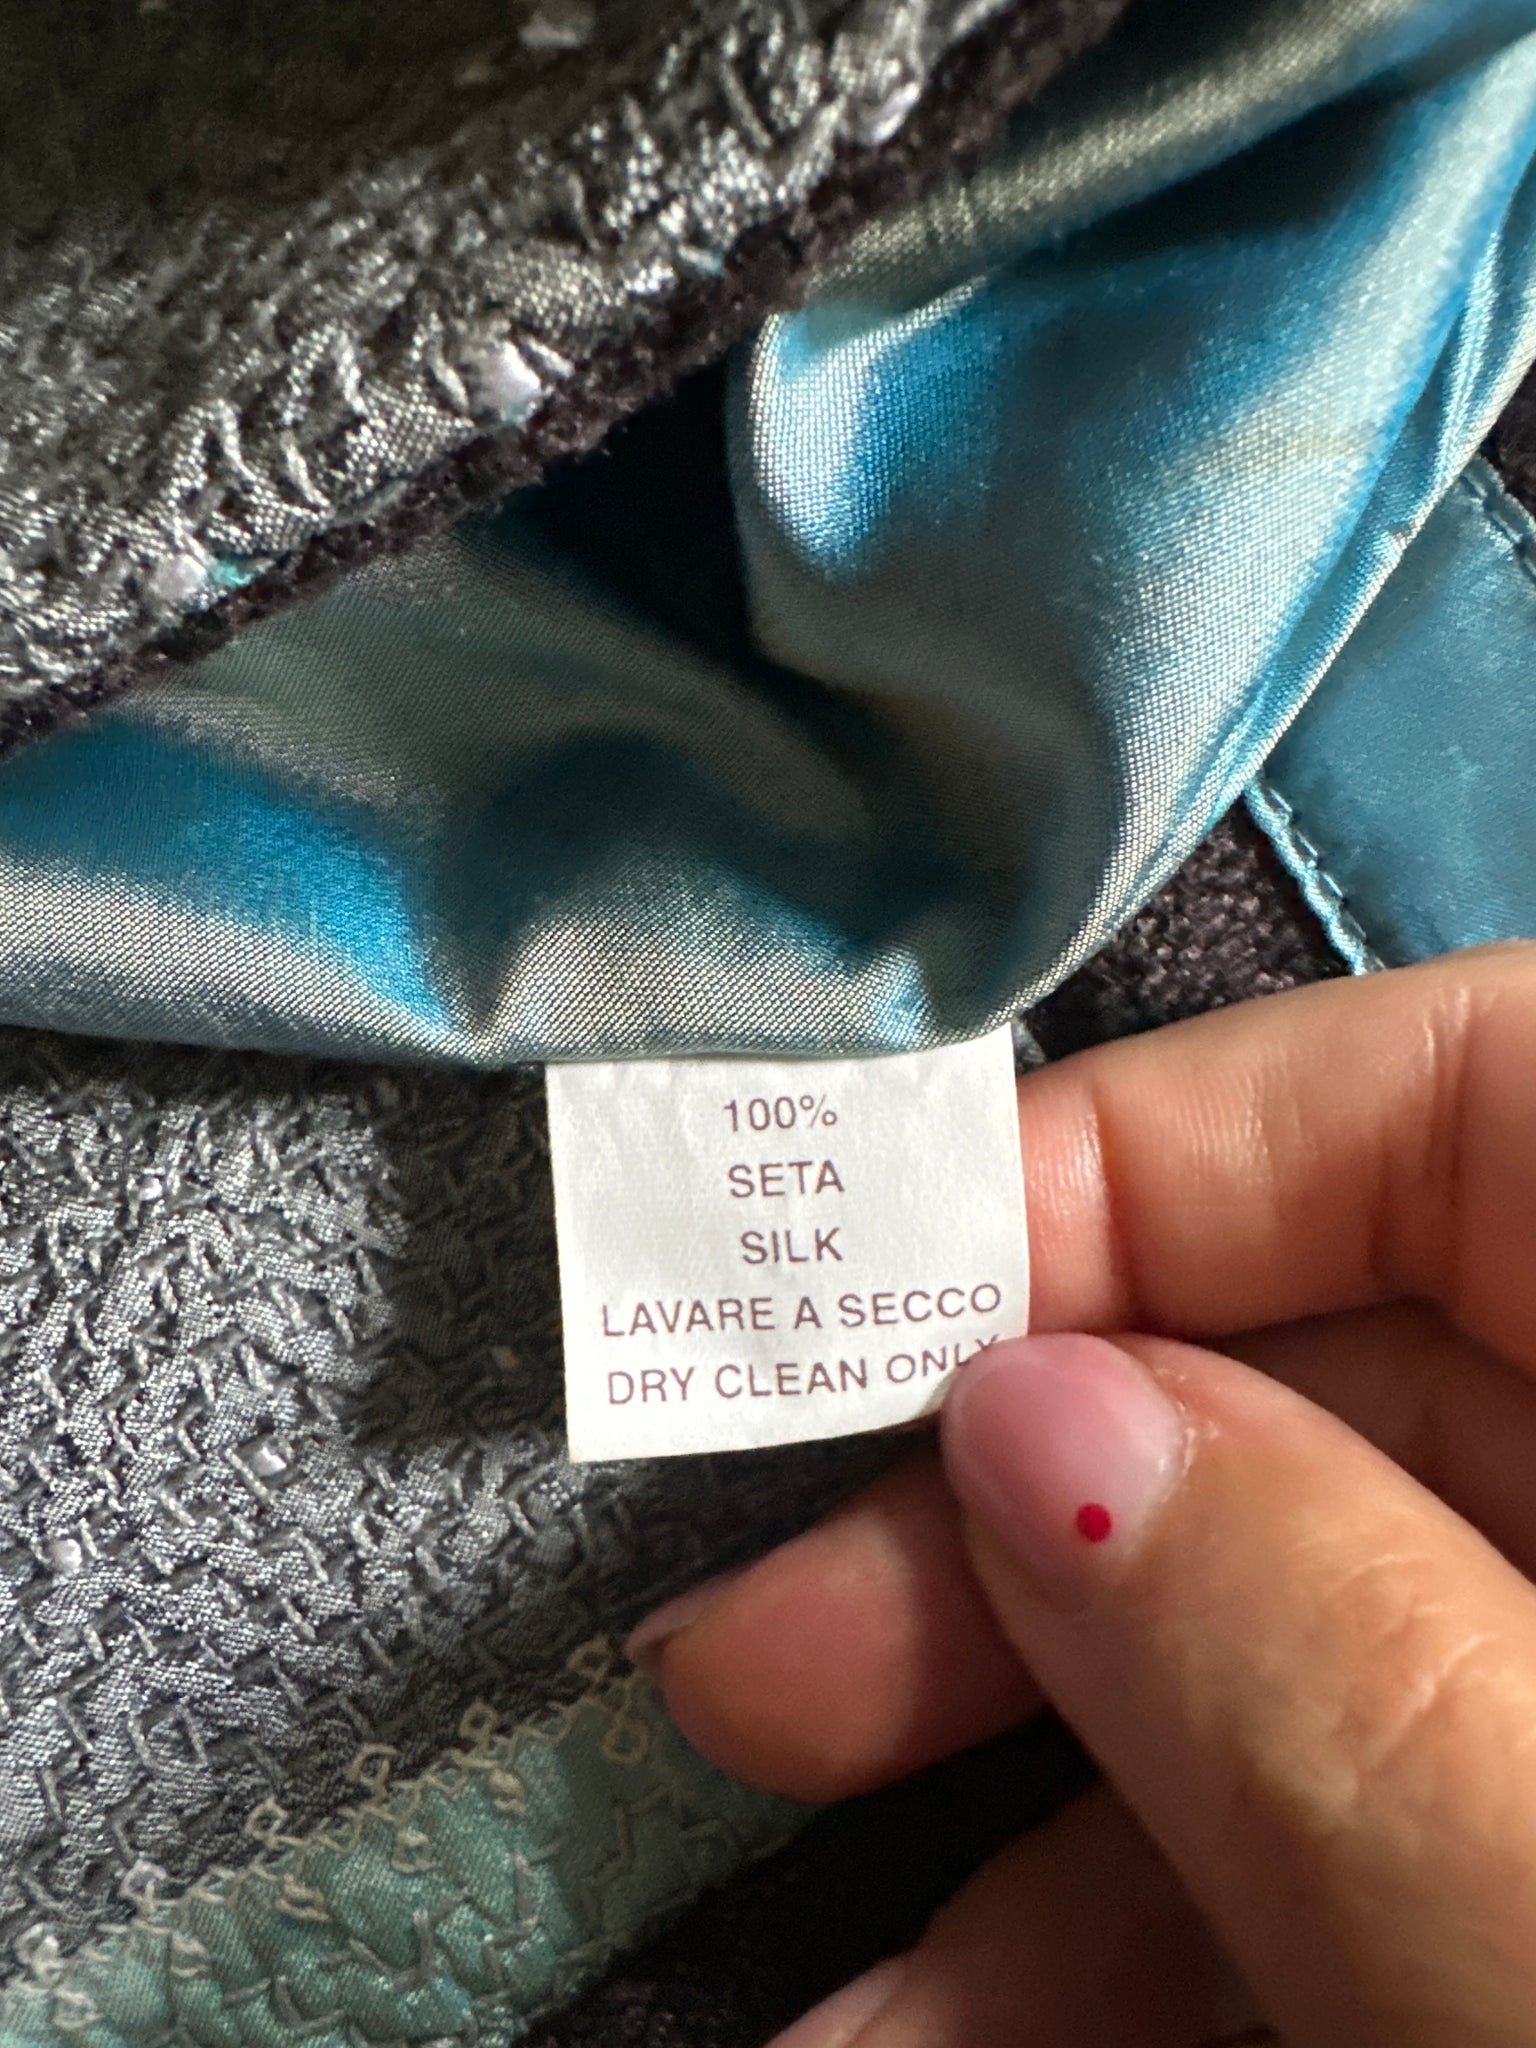 100%
SETA
SILK
LAVARE A SECCO
DRY CLEAN ONLY